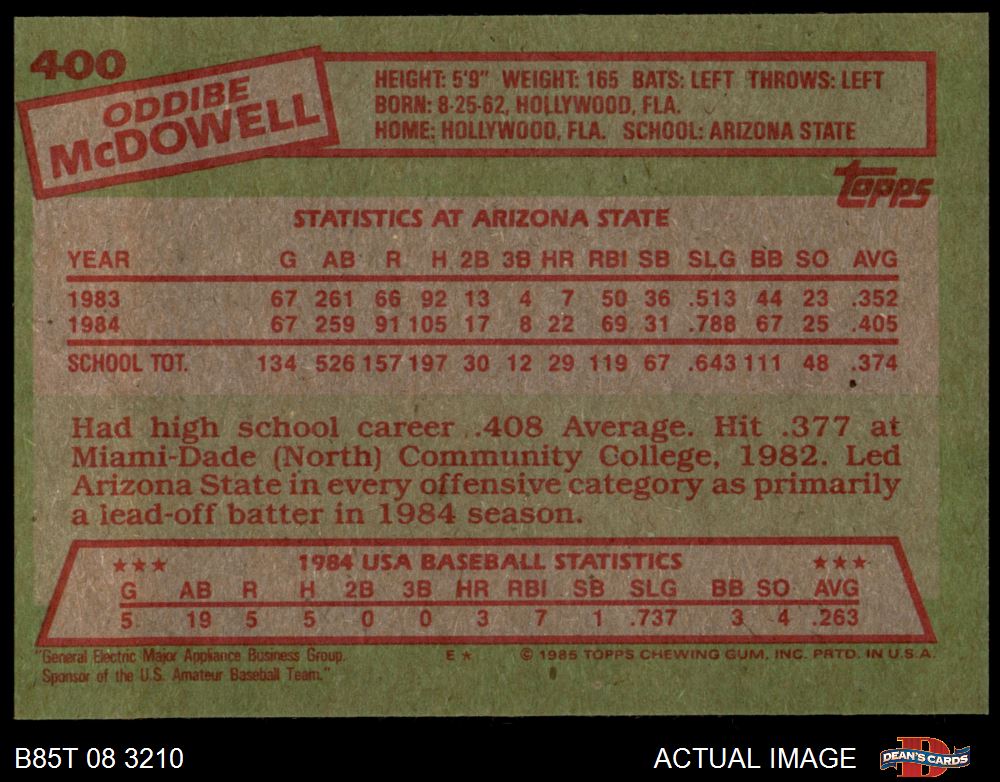 400
ODDIBE
McDOWELL
HEIGHT: 5'9" WEIGHT: 165 BATS: LEFT THROWS: LEFT
BORN: 8-25-62, HOLLYWOOD, FLA.
HOME: HOLLYWOOD, FLA. SCHOOL: ARIZONA STATE
topps
STATISTICS AT ARIZONA STATE
YEAR G AB R H 2B 3B HR RBI SB SLG BB SO AVG
1983 67 261 66 92 13 4 7 50 36 .513 44 23 .352
1984 67 259 91 105 17 8 22 69 31 .788 67 25 .405
SCHOOL TOT. 134 526 157 197 30 12 29 119 67 .643 111 48 .374
Had high school career .408 Average. Hit .377 at
Miami-Dade (North) Community College, 1982. Led
Arizona State in every offensive category as primarily
a lead-off batter in 1984 season.
★★★ 1984 USA BASEBALL STATISTICS ★★★
G AB R H 2B 3B HR RBI SB SLG BB SO AVG
5 19 5 5 0 0 3 7 1 .737 3 4 .263
"General Electric Major Appliance Business Group. E★ © 1985 TOPPS CHEWING GUM, INC. PRTD. IN U.S.A.
Sponsor of the U.S. Amateur Baseball Team."
B85T 08 3210 ACTUAL IMAGE DEAN'S CARDS